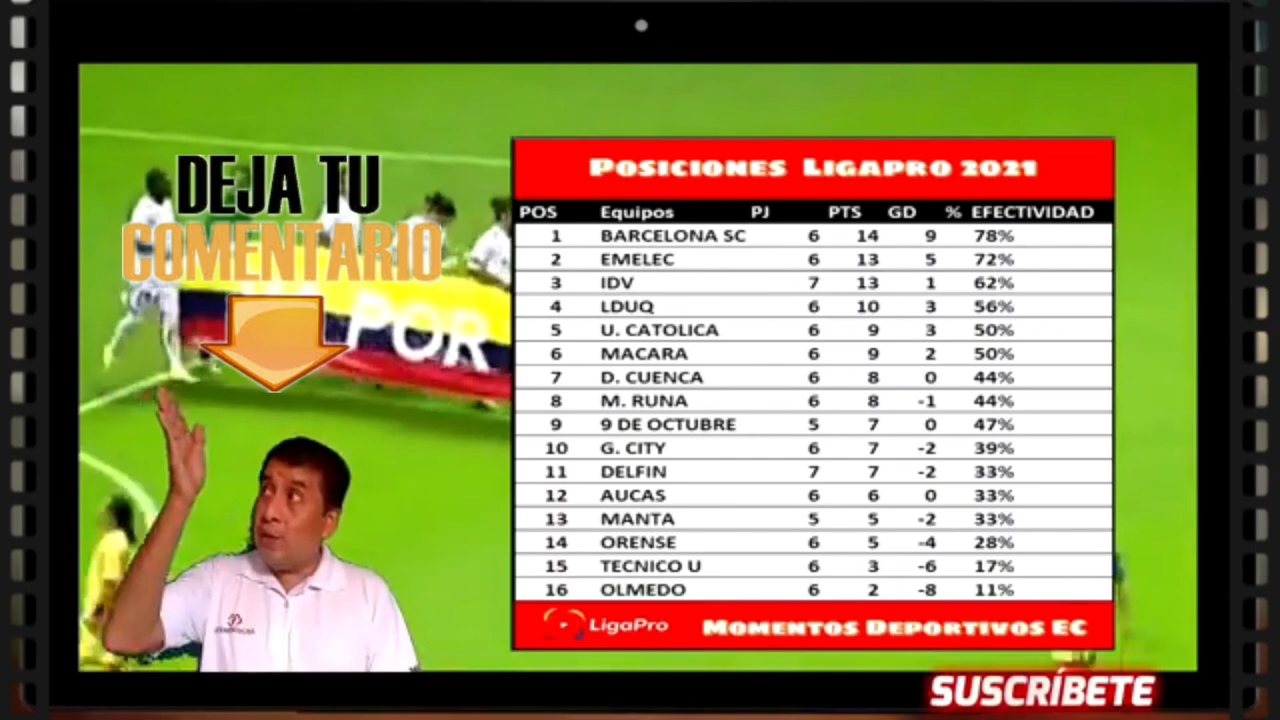 DEJA TU
COMENTARIO
POR
POSICIONES LIGAPRO 2021
POS Equipos PJ PTS GD % EFECTIVIDAD
1 BARCELONA SC 6 14 9 78%
2 EMELEC 6 13 5 72%
3 IDV 7 13 1 62%
4 LDUQ 6 10 3 56%
5 U. CATOLICA 6 9 3 50%
6 MACARA 6 9 2 50%
7 D. CUENCA 6 8 0 44%
8 M. RUNA 6 8 -1 44%
9 9 DE OCTUBRE 5 7 0 47%
10 G. CITY 6 7 -2 39%
11 DELFIN 7 7 -2 33%
12 AUCAS 6 6 0 33%
13 MANTA 5 5 -2 33%
14 ORENSE 6 5 -4 28%
15 TECNICO U 6 3 -6 17%
16 OLMEDO 6 2 -8 11%
LigaPro MOMENTOS DEPORTIVOS EC
SUSCRÍBETE